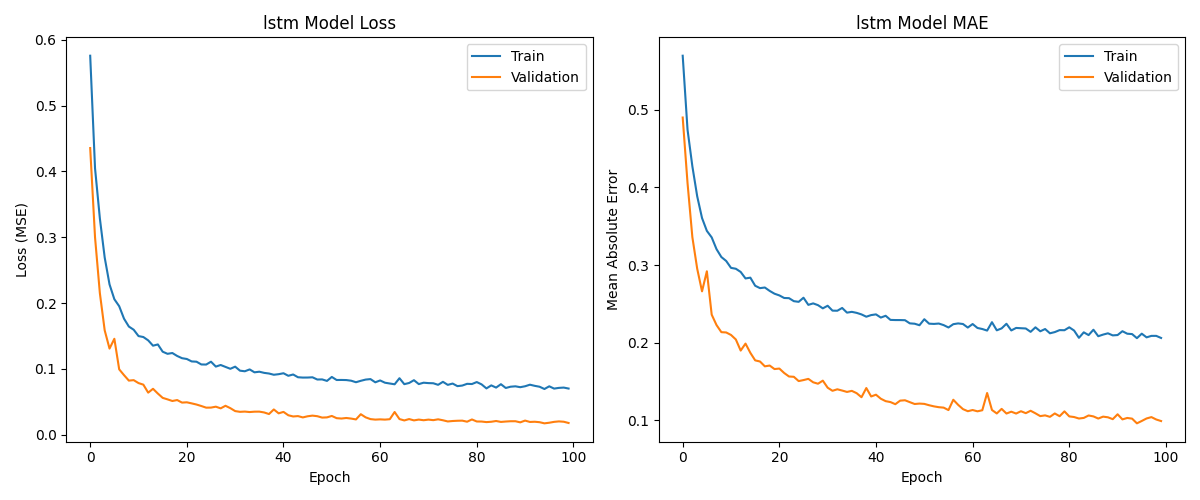 lstm Model Loss
Loss (MSE)
0.6
0.5
0.4
0.3
0.2
0.1
0.0
0 20 40 60 80 100
Epoch
Train
Validation
lstm Model MAE
Mean Absolute Error
0.5
0.4
0.3
0.2
0.1
0 20 40 60 80 100
Epoch
Train
Validation